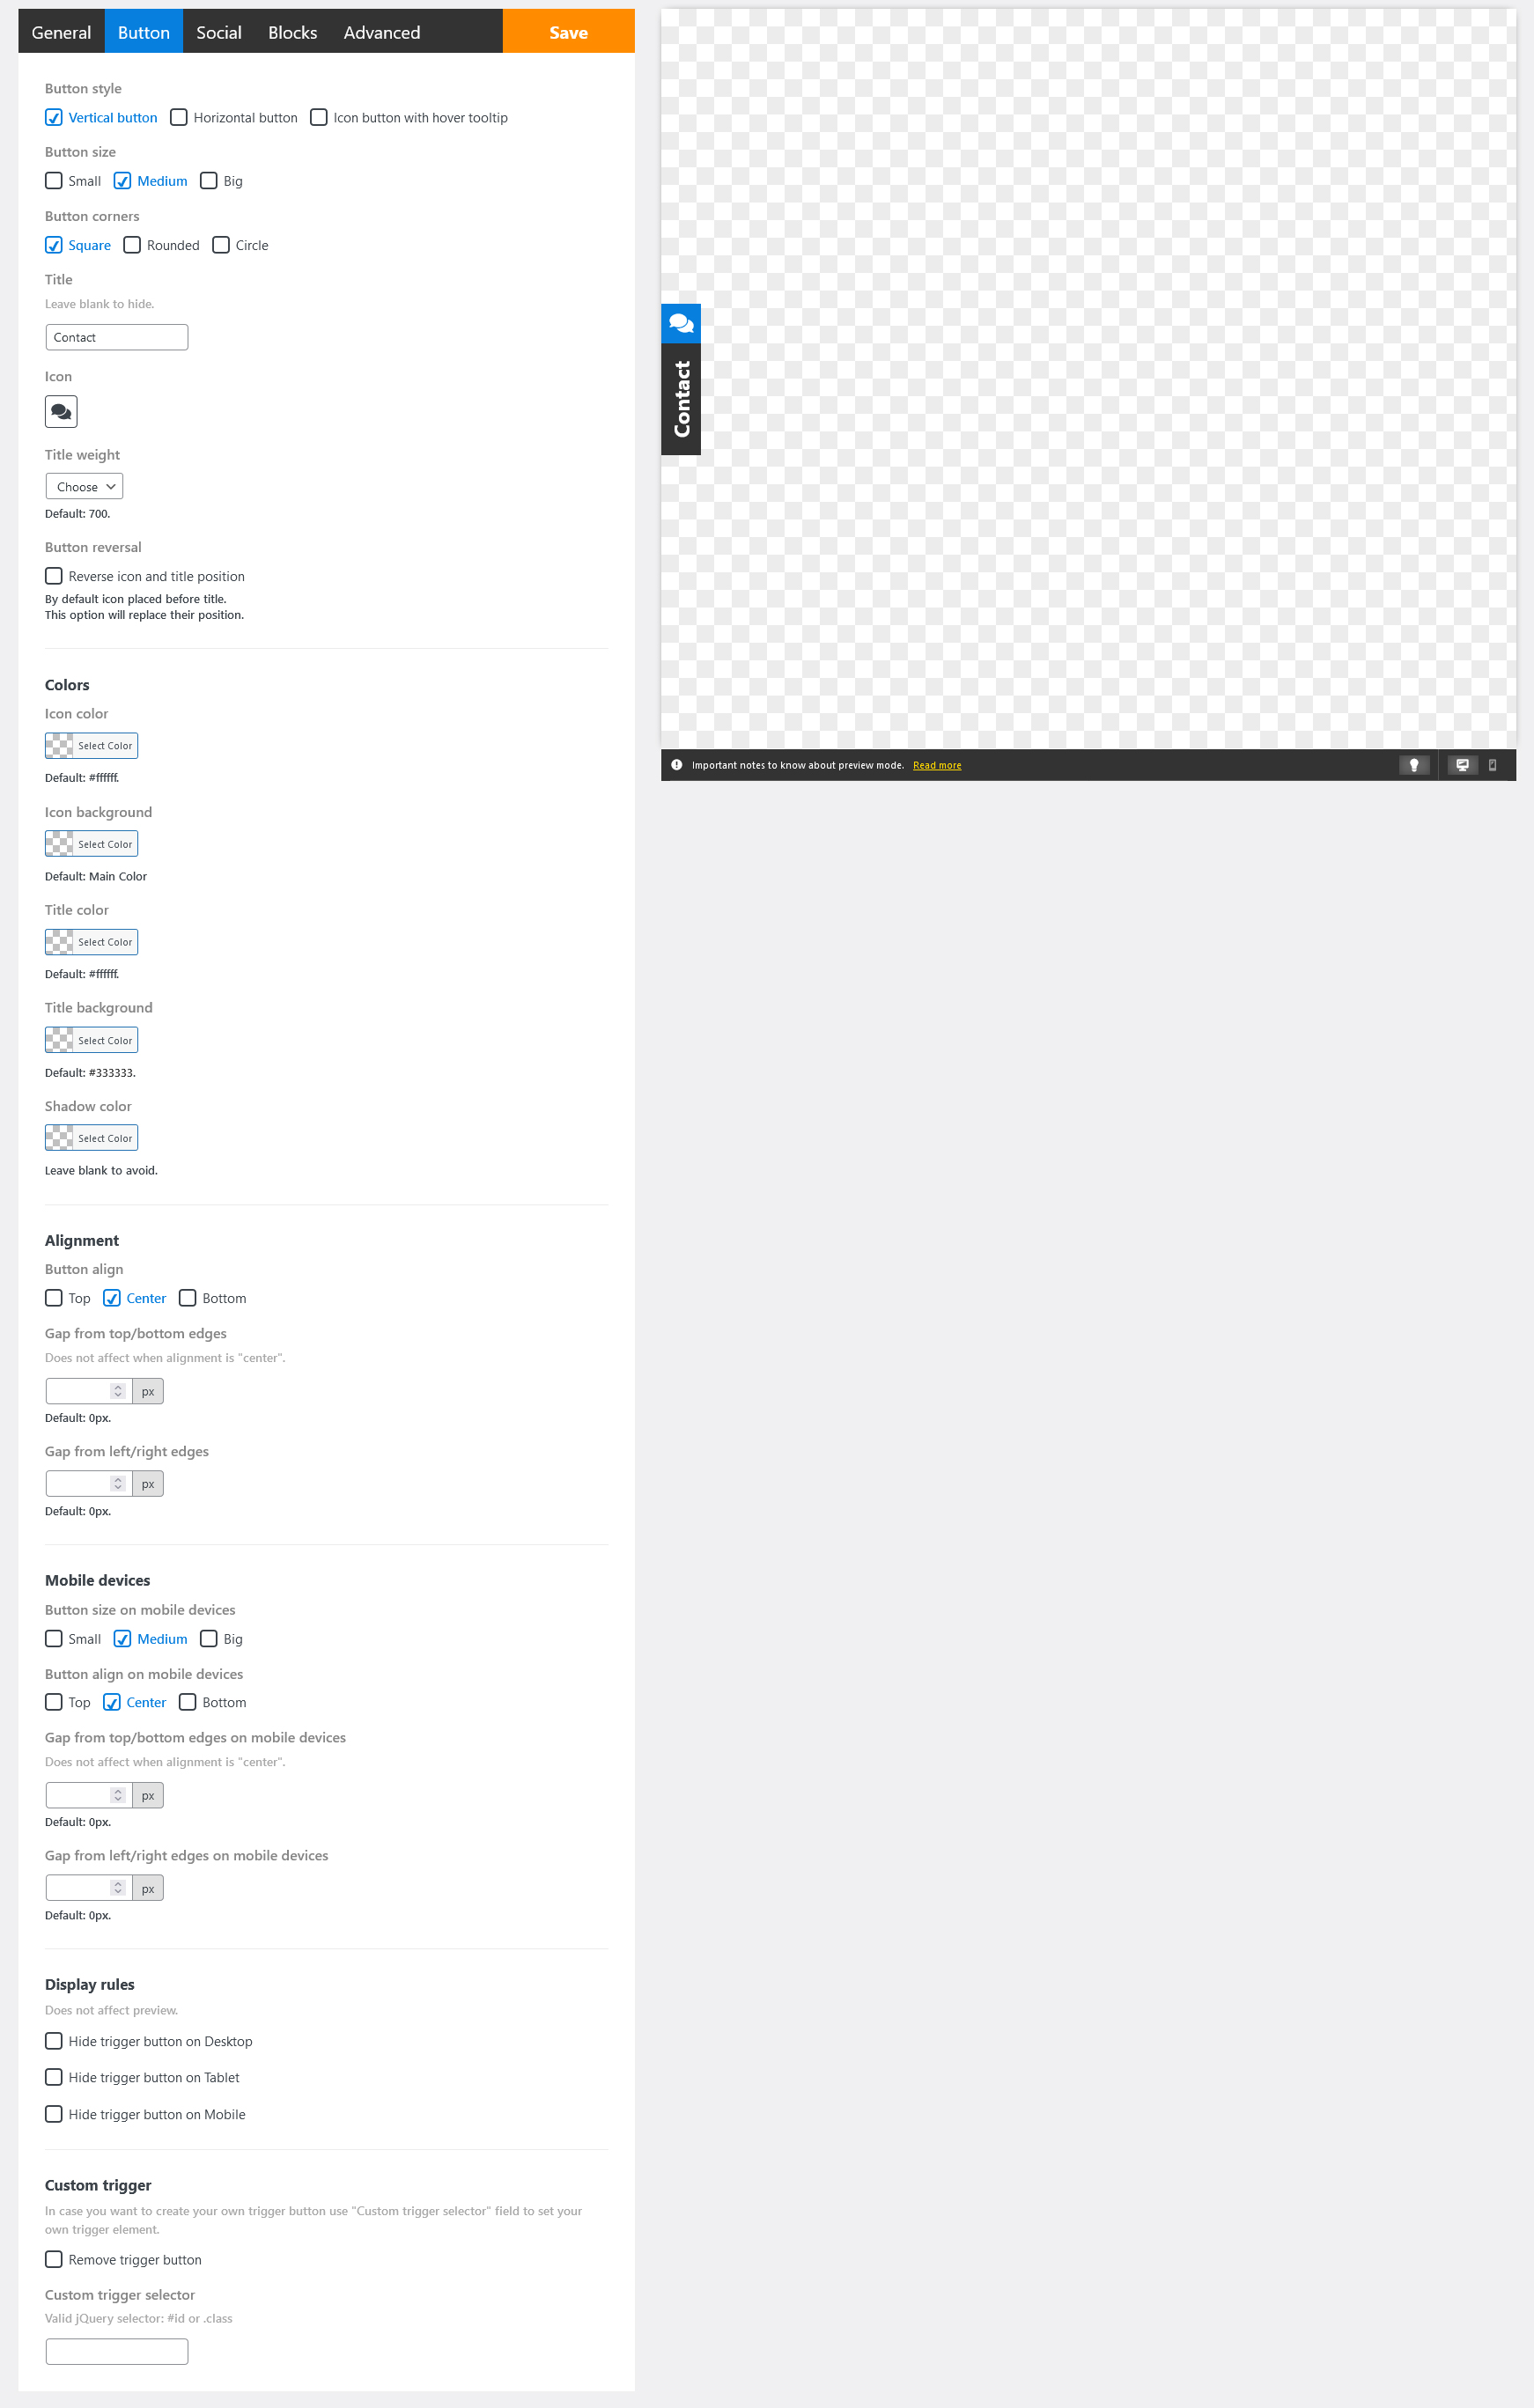 General Button Social Blocks Advanced Save
Button style
Vertical button Horizontal button Icon button with hover tooltip
Button size
Small Medium Big
Button corners
Square Rounded Circle
Title
Leave blank to hide.
Contact
Icon
Title weight
Choose
Default: 700.
Button reversal
Reverse icon and title position
By default icon placed before title.
This option will replace their position.
Colors
Icon color
Select Color
Default: #ffffff.
Icon background
Select Color
Default: Main Color
Title color
Select Color
Default: #ffffff.
Title background
Select Color
Default: #333333.
Shadow color
Select Color
Leave blank to avoid.
Alignment
Button align
Top Center Bottom
Gap from top/bottom edges
Does not affect when alignment is "center".
px
Default: 0px.
Gap from left/right edges
px
Default: 0px.
Mobile devices
Button size on mobile devices
Small Medium Big
Button align on mobile devices
Top Center Bottom
Gap from top/bottom edges on mobile devices
Does not affect when alignment is "center".
px
Default: 0px.
Gap from left/right edges on mobile devices
px
Default: 0px.
Display rules
Does not affect preview.
Hide trigger button on Desktop
Hide trigger button on Tablet
Hide trigger button on Mobile
Custom trigger
In case you want to create your own trigger button use "Custom trigger selector" field to set your
own trigger element.
Remove trigger button
Custom trigger selector
Valid jQuery selector: #id or .class
Contact
Important notes to know about preview mode. Read more